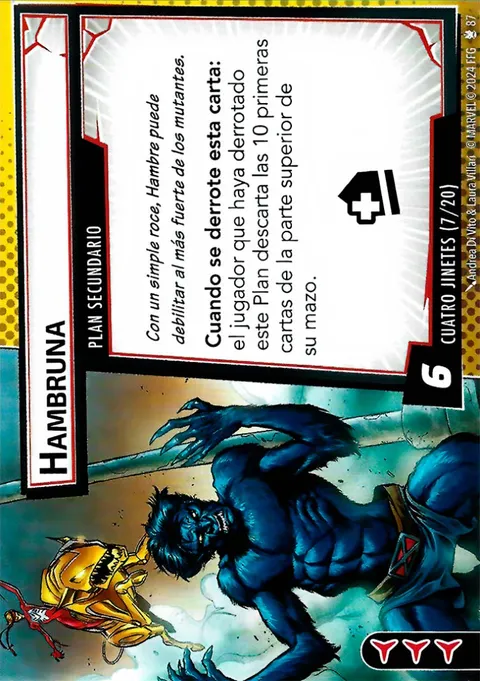 HAMBRUNA
PLAN SECUNDARIO
Con un simple roce, Hambre puede
debilitar al más fuerte de los mutantes.
Cuando se derrote esta carta:
el jugador que haya derrotado
este Plan descarta las 10 primeras
cartas de la parte superior de
su mazo.
6
CUATRO JINETES (7/20)
Andrea Di Vito & Laura Villari © MARVEL © 2024 FFG 87